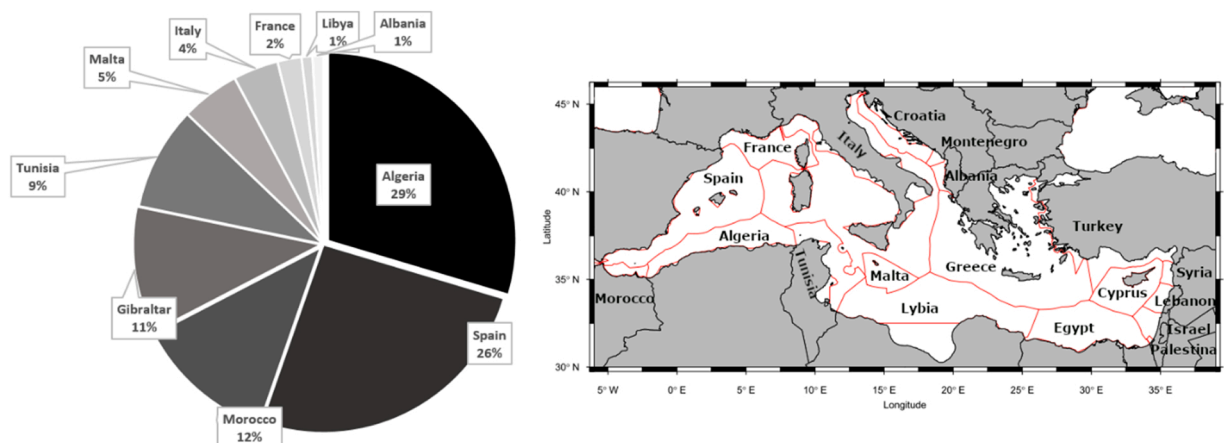 France
2%
Libya
1%
Albania
1%
Italy
4%
Malta
5%
Tunisia
9%
Gibraltar
11%
Morocco
12%
Spain
26%
Algeria
29%
45° N
40° N
35° N
30° N
Latitude
5° W
0° E
5° E
10° E
15° E
20° E
25° E
30° E
35° E
Longitude
Croatia
Montenegro
Italy
France
Albania
Spain
Turkey
Algeria
Greece
Tunisia
Malta
Syria
Morocco
Cyprus
Lebanon
Lybia
Egypt
Israel
Palestina